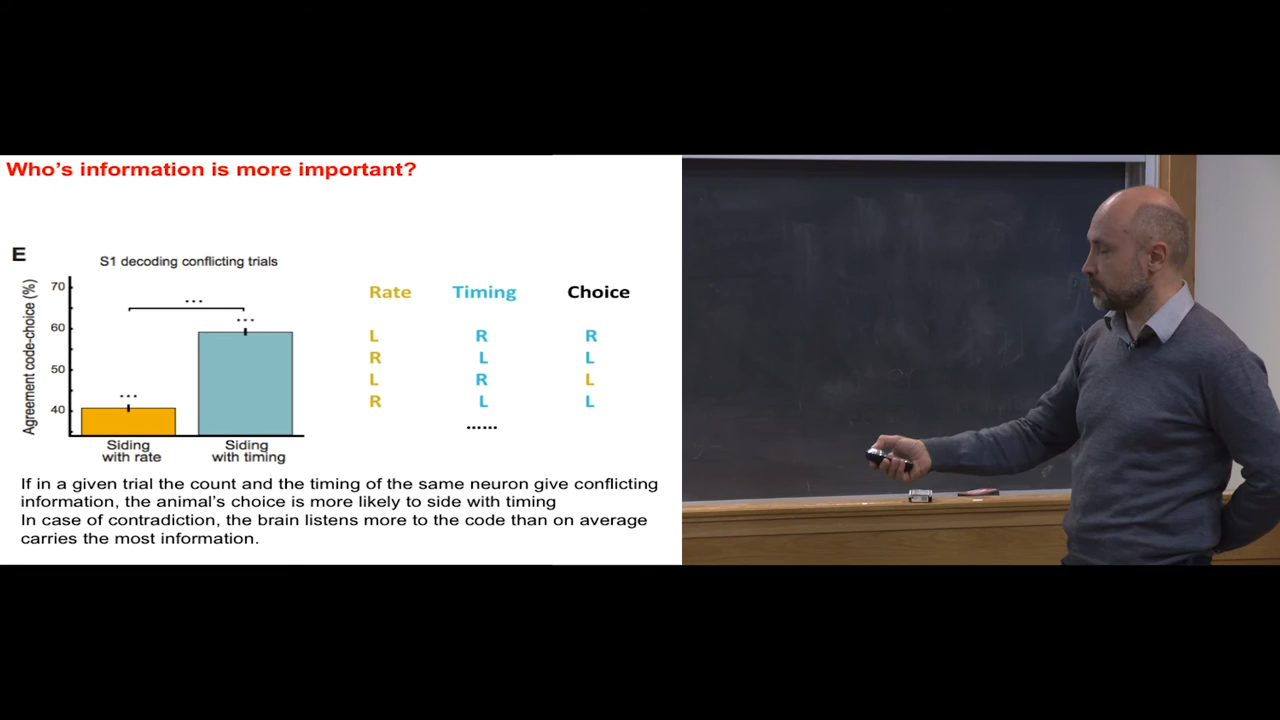 Who's information is more important?
E
S1 decoding conflicting trials
Agreement code-choice (%)
70
60
50
40
...
...
...
Siding with rate
Siding with timing
Rate Timing Choice
L R R
R L L
L R L
R L L
......
If in a given trial the count and the timing of the same neuron give conflicting
information, the animal's choice is more likely to side with timing
In case of contradiction, the brain listens more to the code than on average
carries the most information.